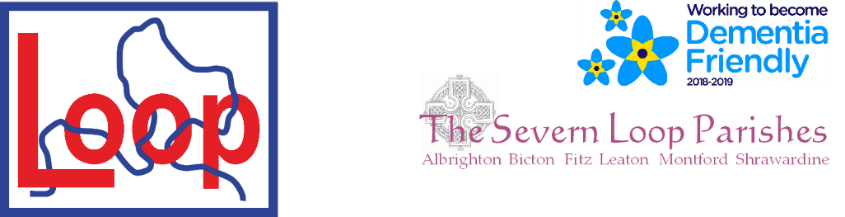 Loop
Working to become
Dementia
Friendly
2018-2019
The Severn Loop Parishes
Albrighton Bicton Fitz Leaton Montford Shrawardine